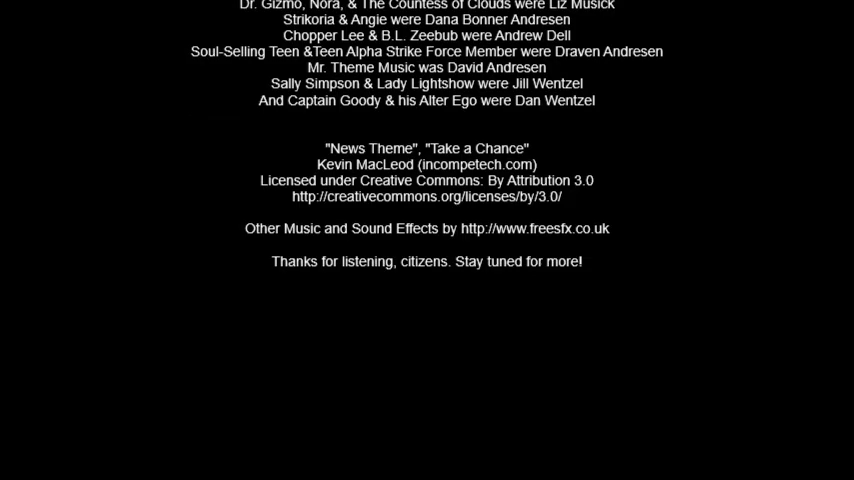 Dr. Gizmo, Nora, & The Countess of Clouds were Liz Musick
Strikoria & Angie were Dana Bonner Andresen
Chopper Lee & B.L. Zeebub were Andrew Dell
Soul-Selling Teen &Teen Alpha Strike Force Member were Draven Andresen
Mr. Theme Music was David Andresen
Sally Simpson & Lady Lightshow were Jill Wentzel
And Captain Goody & his Alter Ego were Dan Wentzel
"News Theme", "Take a Chance"
Kevin MacLeod (incompetech.com)
Licensed under Creative Commons: By Attribution 3.0
http://creativecommons.org/licenses/by/3.0/
Other Music and Sound Effects by http://www.freesfx.co.uk
Thanks for listening, citizens. Stay tuned for more!